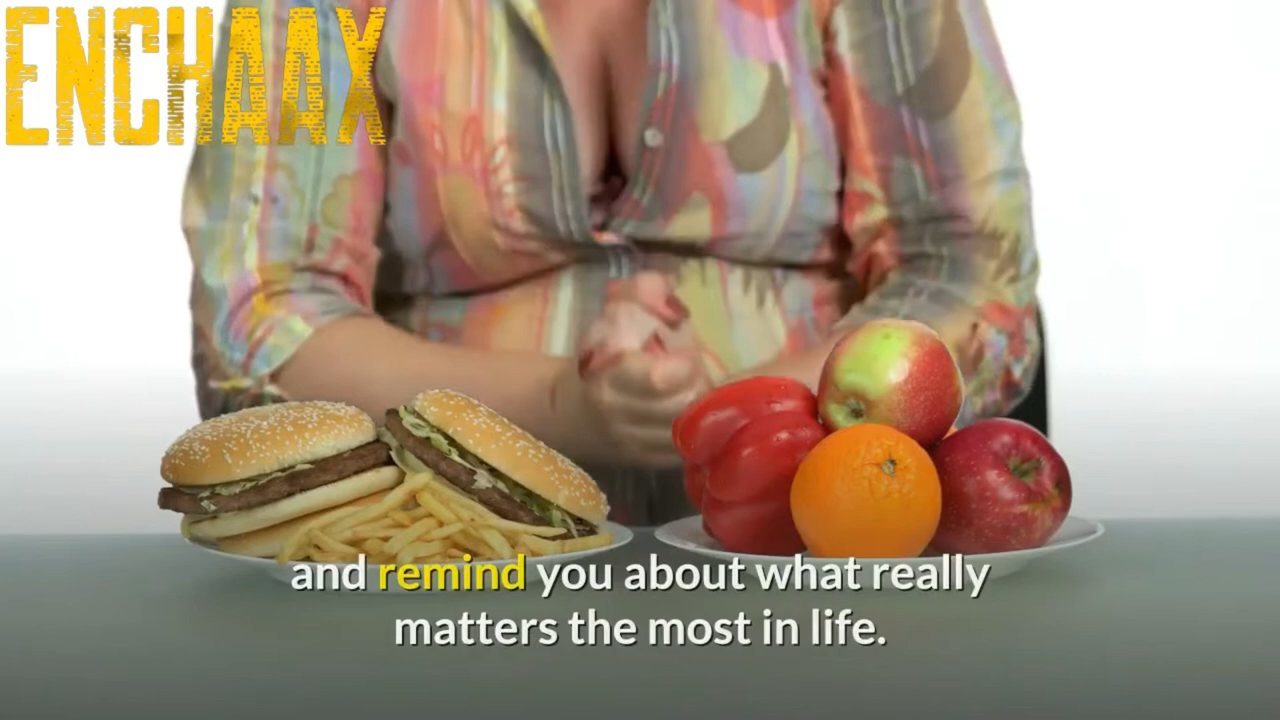 ENCHAAX
and remind you about what really
matters the most in life.